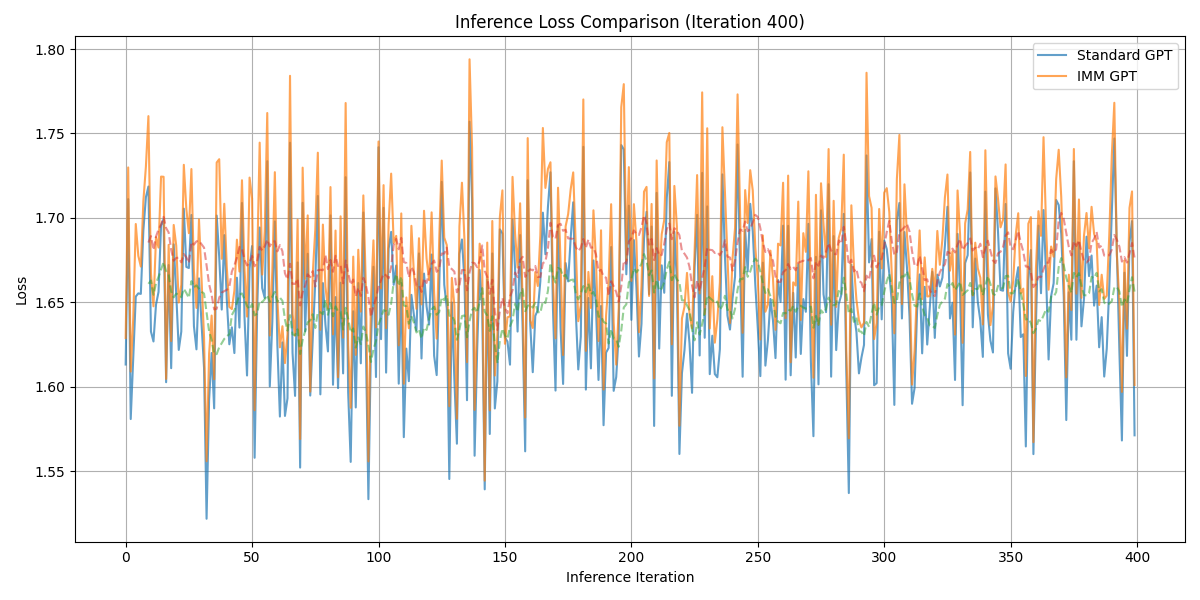 Inference Loss Comparison (Iteration 400)
Standard GPT
IMM GPT
Loss
1.80
1.75
1.70
1.65
1.60
1.55
0 50 100 150 200 250 300 350 400
Inference Iteration